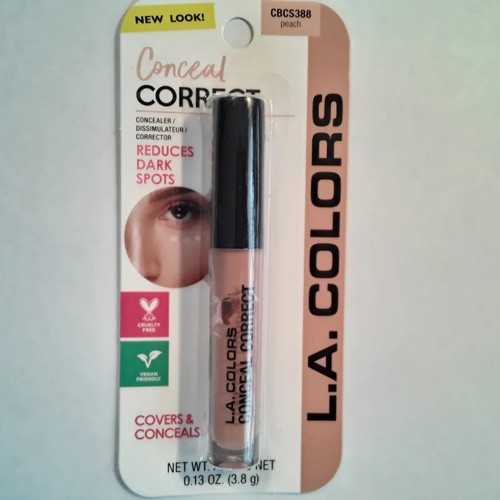 NEW LOOK!
CBCS388
peach
Conceal
CORRECT
CONCEALER /
DISSIMULATEUR /
CORRECTOR
REDUCES
DARK
SPOTS
L.A. COLORS
CRUELTY
FREE
VEGAN
FRIENDLY
L.A. COLORS
CONCEAL CORRECT
COVERS &
CONCEALS
NET WT. NET
0.13 OZ. (3.8 g)